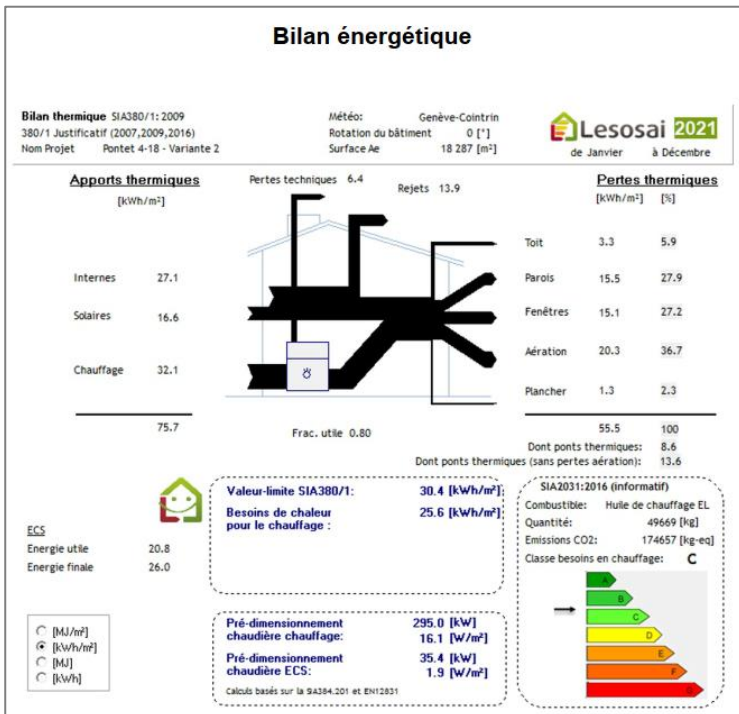 Bilan énergétique
Bilan thermique SIA380/1: 2009
380/1 Justificatif (2007,2009,2016)
Nom Projet Pontet 4-18 - Variante 2
Météo: Genève-Cointrin
Rotation du bâtiment 0 [°]
Surface Ae 18 287 [m²]
Lesosai 2021
de Janvier à Décembre
Apports thermiques
[kWh/m²]
Internes 27.1
Solaires 16.6
Chauffage 32.1
75.7
Pertes techniques 6.4
Rejets 13.9
Frac. utile 0.80
Pertes thermiques
[kWh/m²] [%]
Toit 3.3 5.9
Parois 15.5 27.9
Fenêtres 15.1 27.2
Aération 20.3 36.7
Plancher 1.3 2.3
55.5 100
Dont ponts thermiques: 8.6
Dont ponts thermiques (sans pertes aération): 13.6
ECS
Energie utile 20.8
Energie finale 26.0
[MJ/m²]
[kWh/m²]
[MJ]
[kWh]
Valeur-limite SIA380/1: 30.4 [kWh/m²]
Besoins de chaleur
pour le chauffage : 25.6 [kWh/m²]
Pré-dimensionnement 295.0 [kW]
chaudière chauffage: 16.1 [W/m²]
Pré-dimensionnement 35.4 [kW]
chaudière ECS: 1.9 [W/m²]
Calculs basés sur la SIA384.201 et EN12831
SIA2031:2016 (informatif)
Combustible: Huile de chauffage EL
Quantité: 49669 [kg]
Emissions CO2: 174657 [kg-eq]
Classe besoins en chauffage: C
A
B
C
D
E
F
G